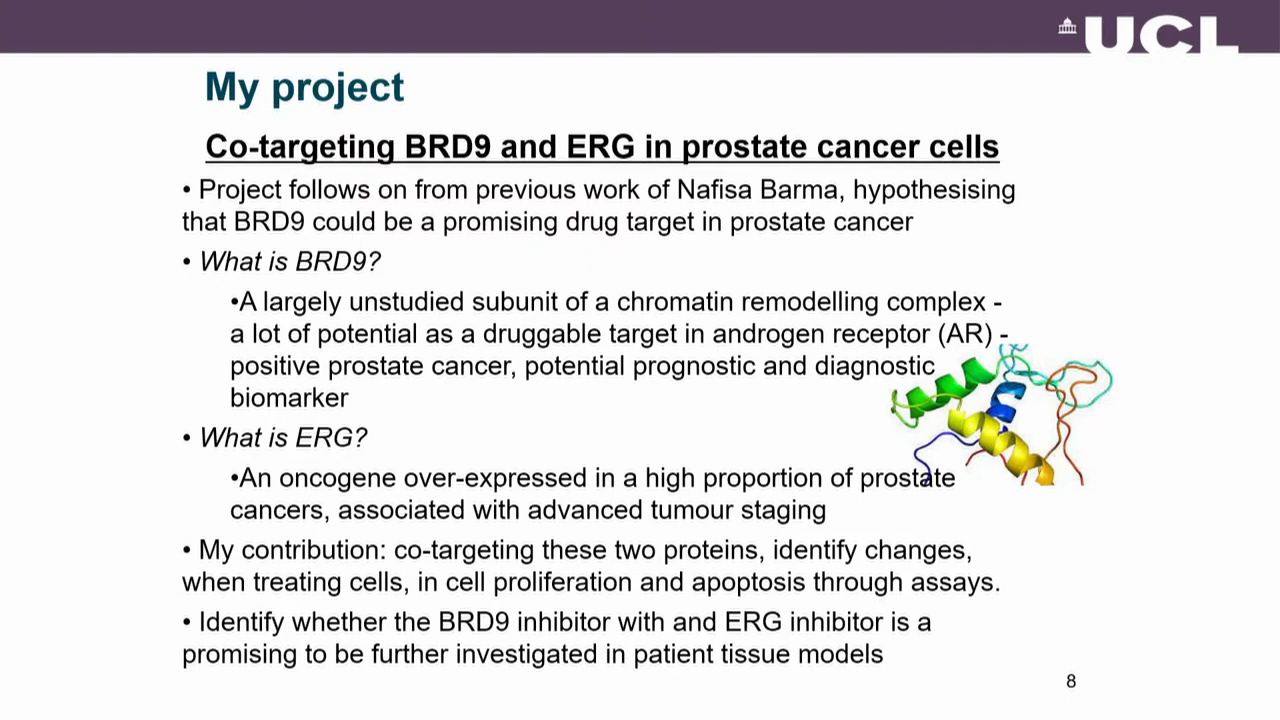 UCL
My project
Co-targeting BRD9 and ERG in prostate cancer cells
• Project follows on from previous work of Nafisa Barma, hypothesising
that BRD9 could be a promising drug target in prostate cancer
• What is BRD9?
•A largely unstudied subunit of a chromatin remodelling complex -
a lot of potential as a druggable target in androgen receptor (AR) -
positive prostate cancer, potential prognostic and diagnostic
biomarker
• What is ERG?
•An oncogene over-expressed in a high proportion of prostate
cancers, associated with advanced tumour staging
• My contribution: co-targeting these two proteins, identify changes,
when treating cells, in cell proliferation and apoptosis through assays.
• Identify whether the BRD9 inhibitor with and ERG inhibitor is a
promising to be further investigated in patient tissue models
8